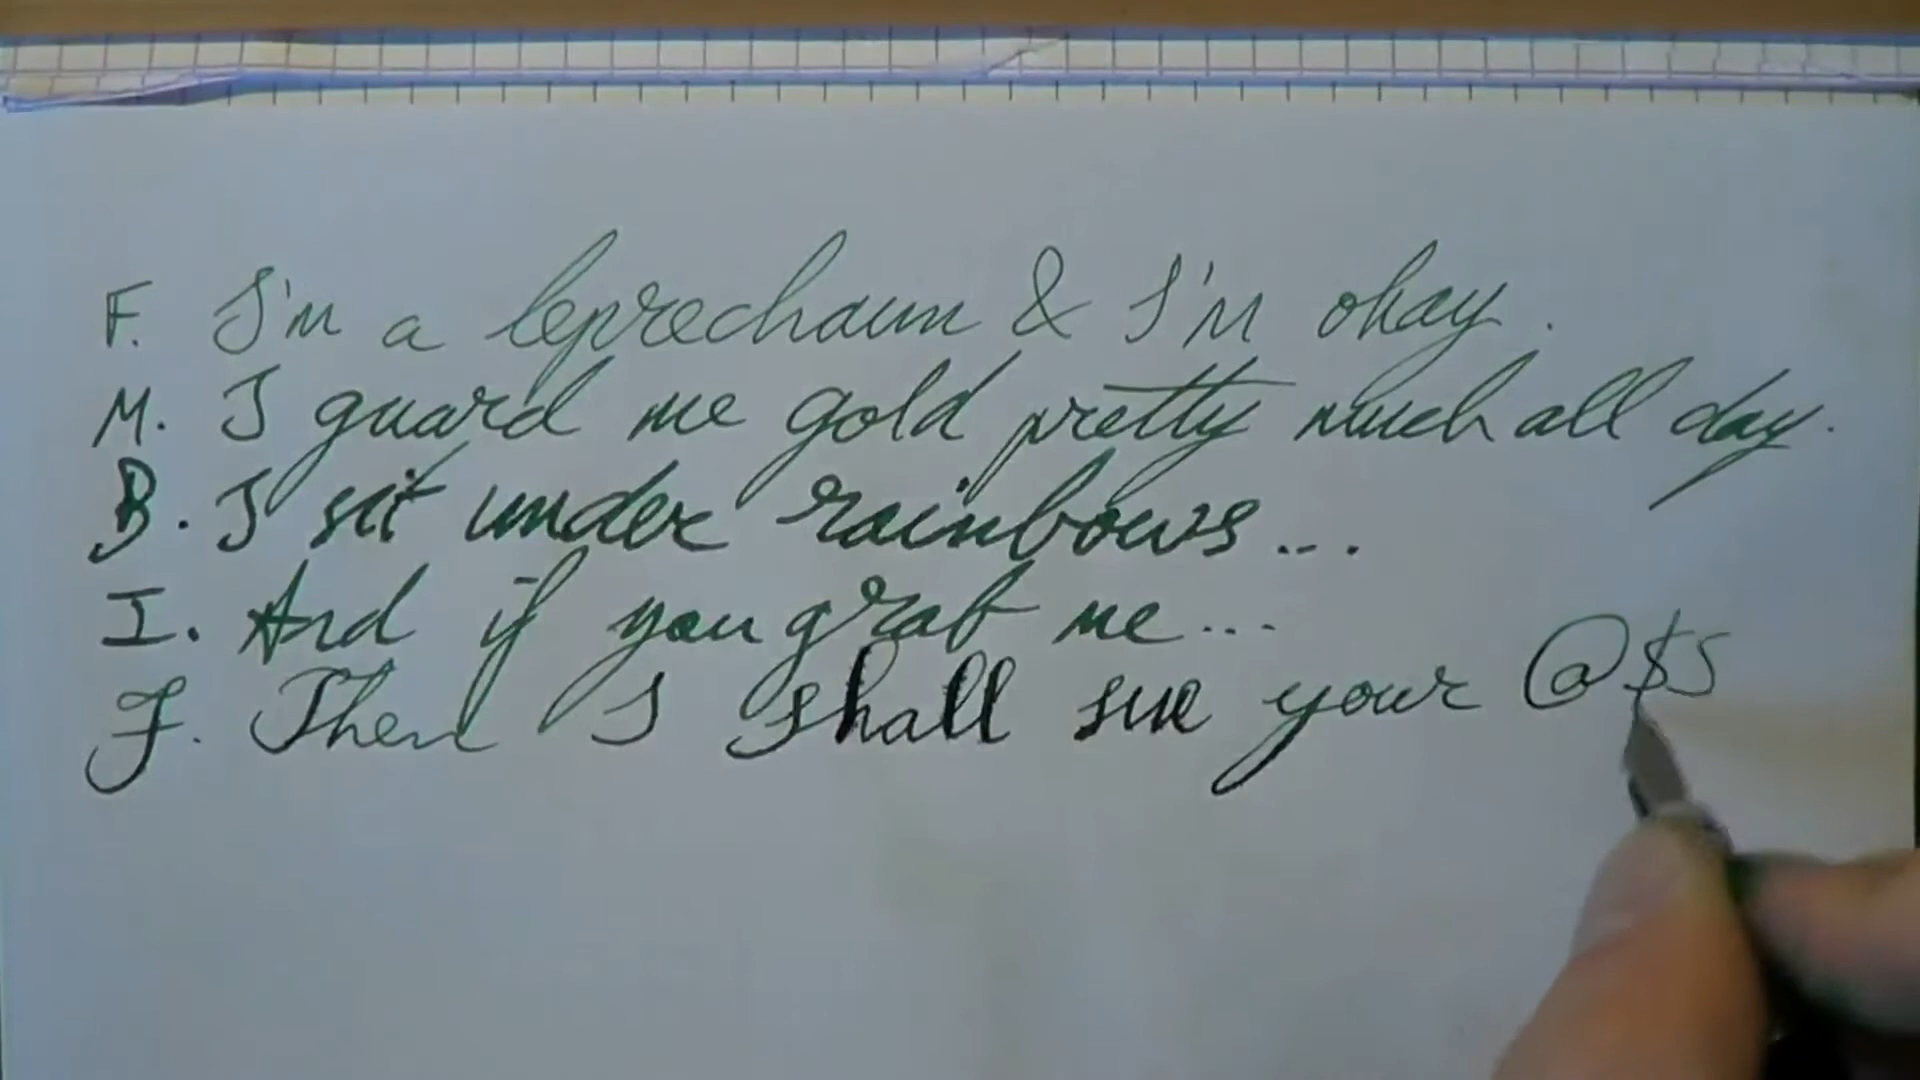 F. I'm a leprechaun & I'm okay.
M. I guard me gold pretty much all day.
B. I sit under rainbows...
I. And if you grab me...
F. Then I shall sue your @$S